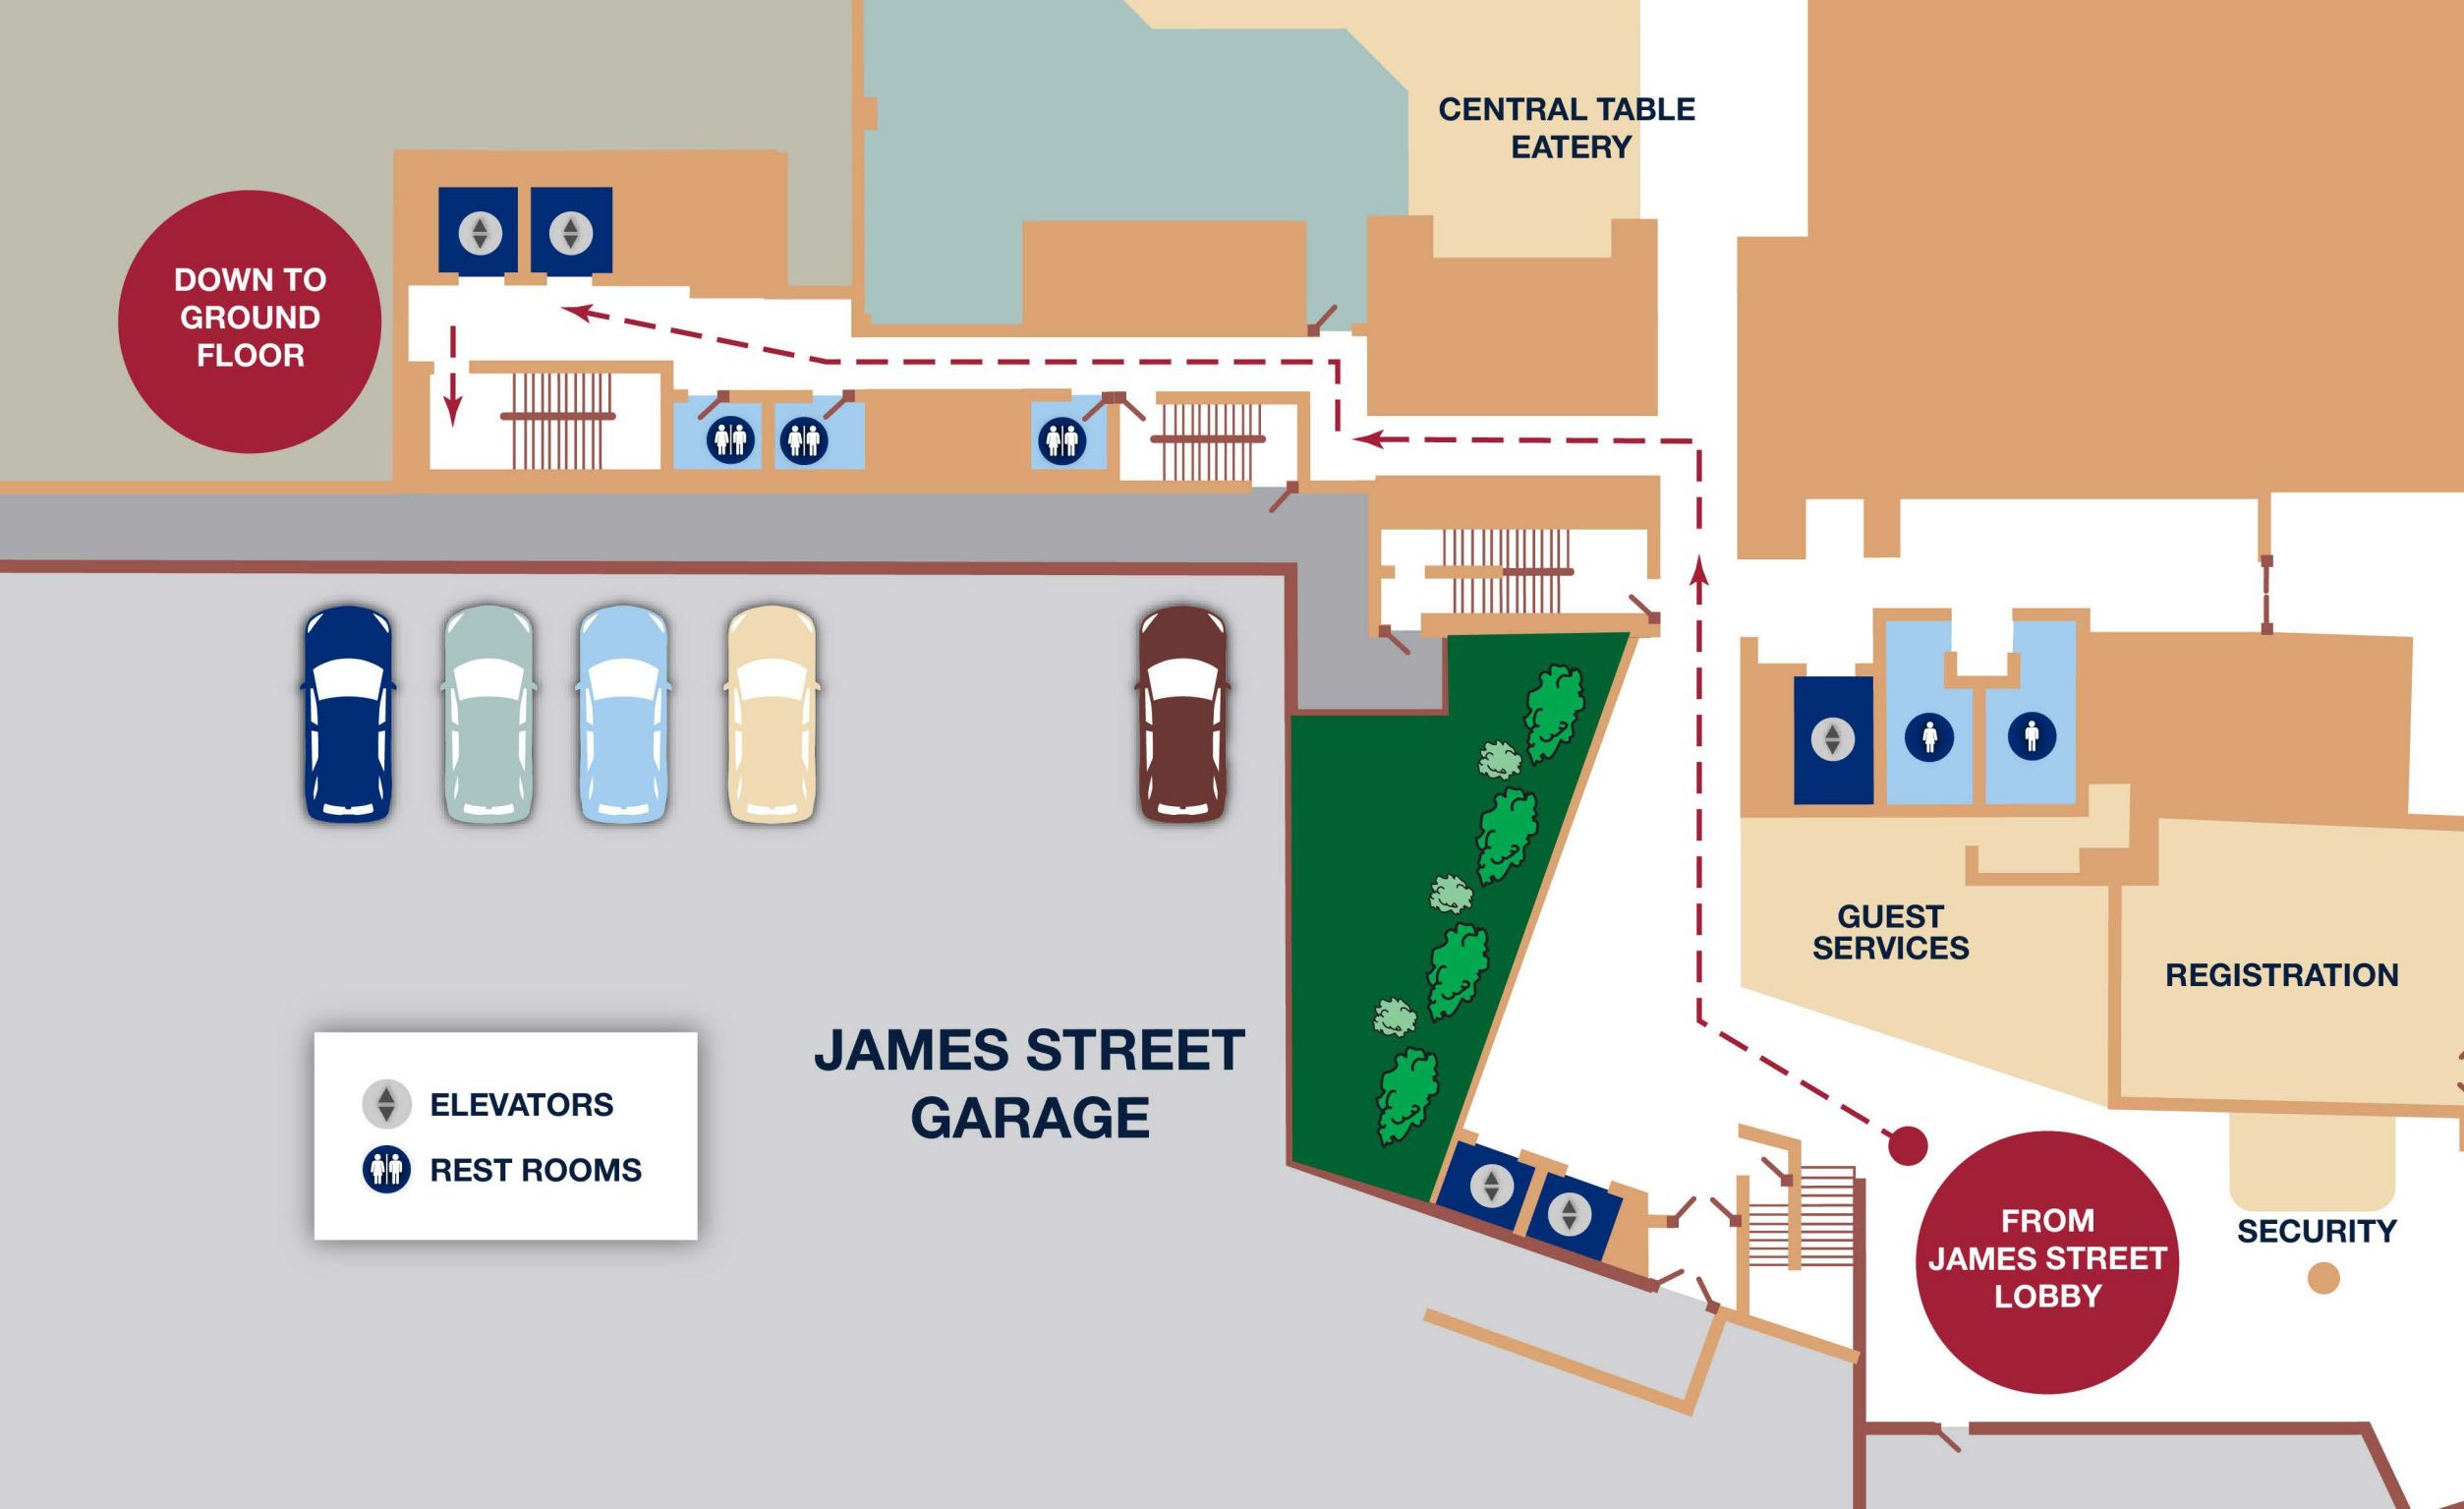 CENTRAL TABLE
EATERY
DOWN TO
GROUND
FLOOR
GUEST
SERVICES
REGISTRATION
JAMES STREET
GARAGE
ELEVATORS
REST ROOMS
FROM
JAMES STREET
LOBBY
SECURITY